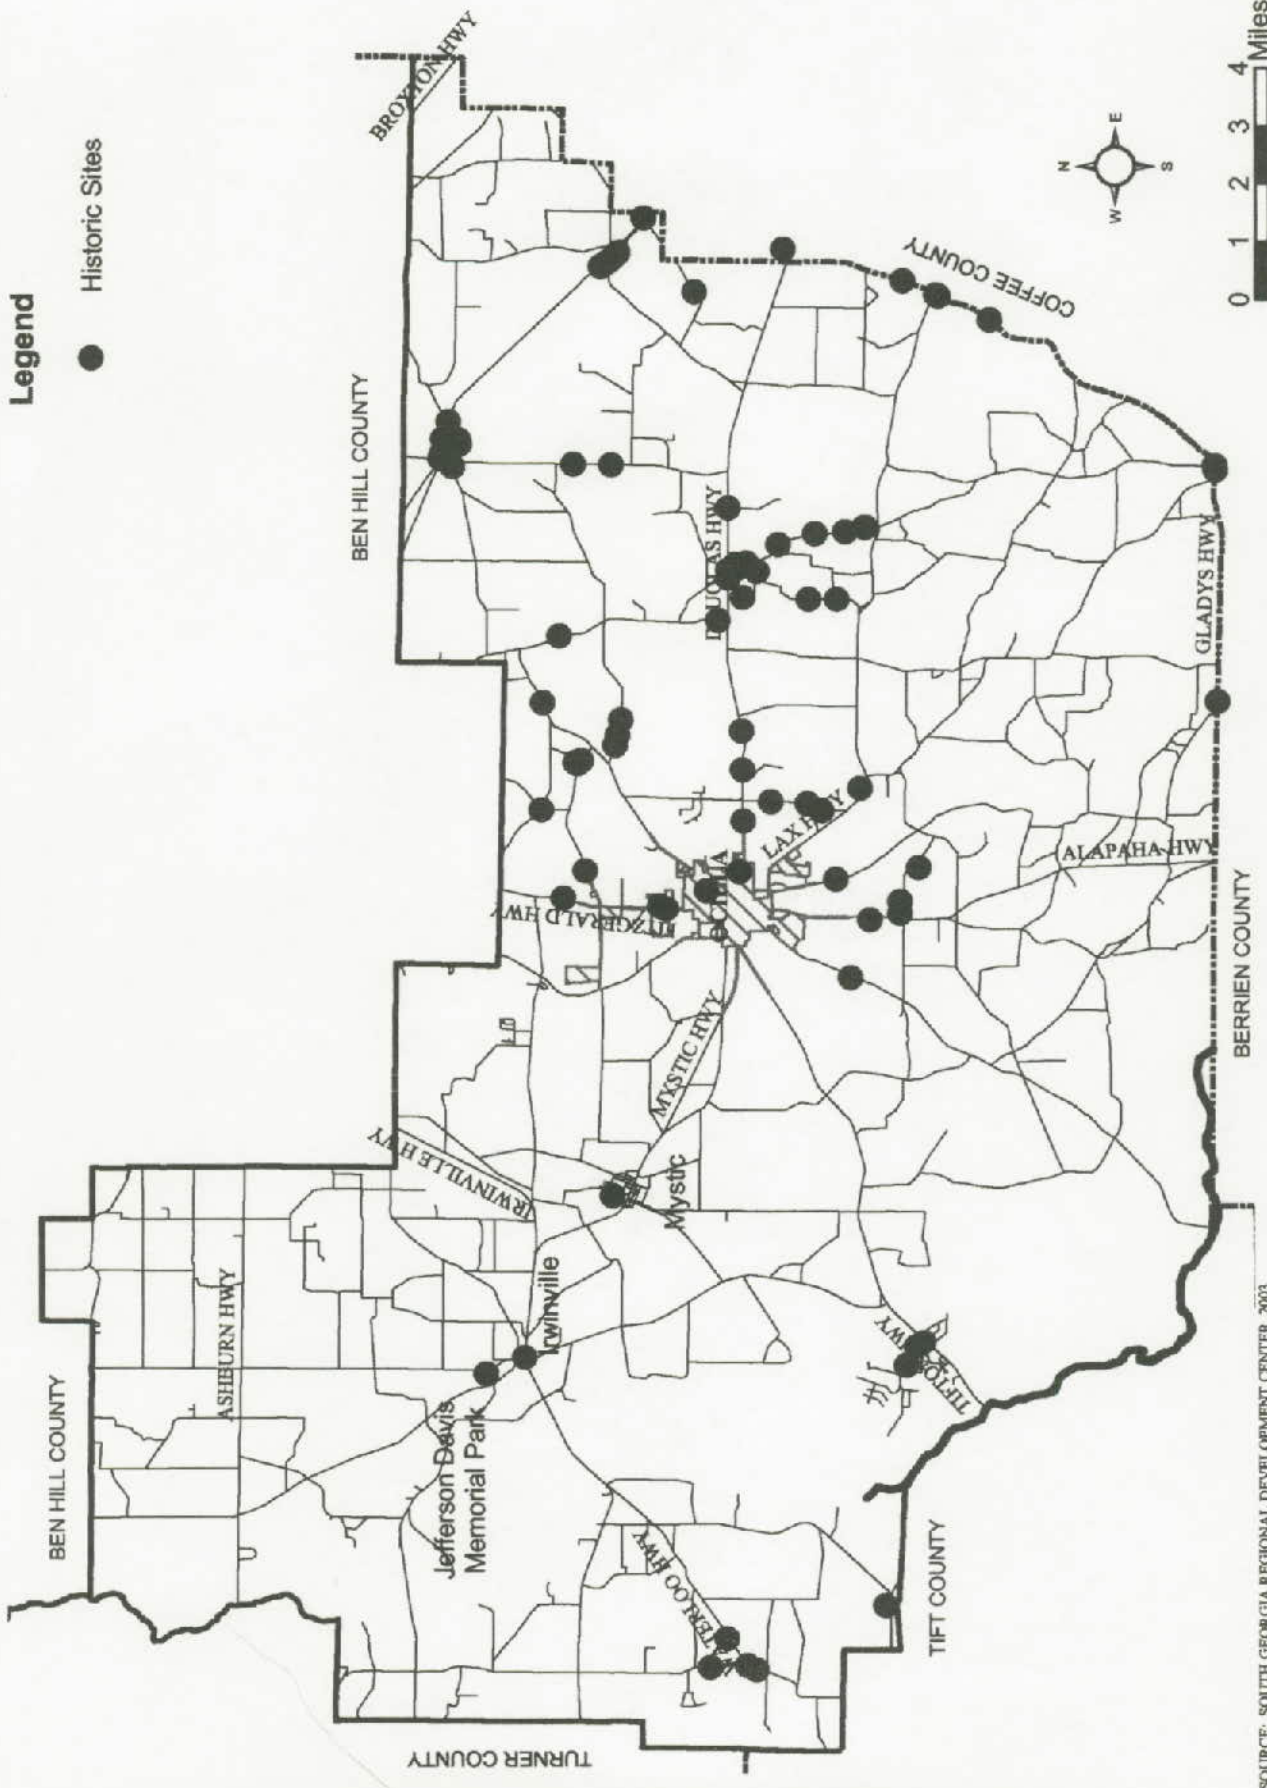 Legend
Historic Sites
BROXTON HWY
BEN HILL COUNTY
COFFEE COUNTY
DOUGLAS HWY
GLADYS HWY
LAX HWY
OCILLA
ALAPAHA HWY
FITZGERALD HWY
BERRIEN COUNTY
MYSTIC HWY
Mystic
IRWINVILLE HWY
Irwinville
ASHBURN HWY
BEN HILL COUNTY
Jefferson Davis
Memorial Park
TIFTON HWY
TIFT COUNTY
TURNER COUNTY
N
E
S
W
0 1 2 3 4
Miles
SOURCE: SOUTH GEORGIA REGIONAL DEVELOPMENT CENTER, 2003